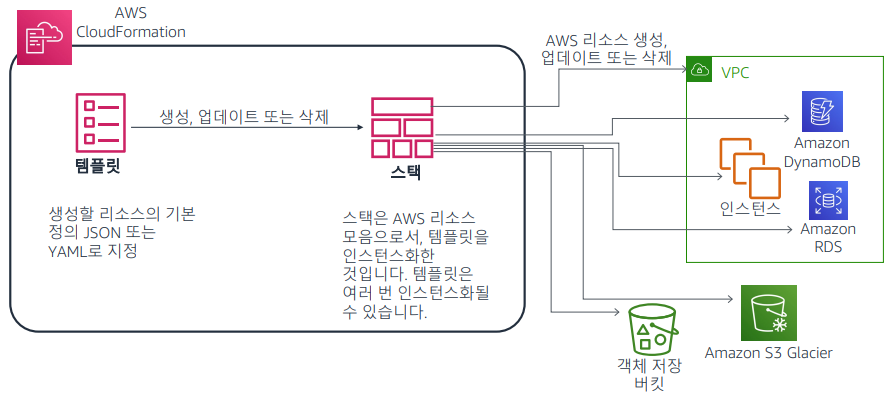 AWS
CloudFormation
AWS 리소스 생성,
업데이트 또는 삭제
VPC
생성, 업데이트 또는 삭제
템플릿
스택
Amazon
DynamoDB
인스턴스
Amazon
RDS
생성할 리소스의 기본
정의 JSON 또는
YAML로 지정
스택은 AWS 리소스
모음으로서, 템플릿을
인스턴스화한
것입니다. 템플릿은
여러 번 인스턴스화될
수 있습니다.
객체 저장
버킷
Amazon S3 Glacier